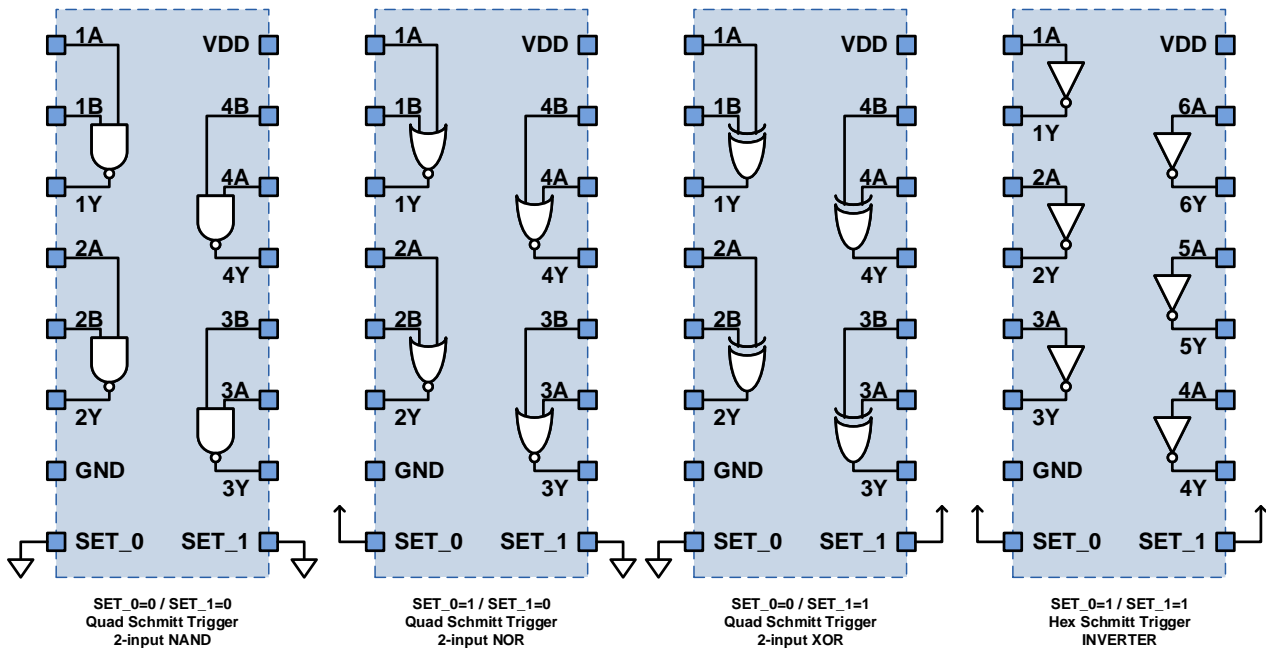 1A VDD
1B 4B
1Y 4A
2A 4Y
2B 3B
2Y 3A
GND 3Y
SET_0 SET_1
SET_0=0 / SET_1=0
Quad Schmitt Trigger
2-input NAND
1A VDD
1B 4B
1Y 4A
2A 4Y
2B 3B
2Y 3A
GND 3Y
SET_0 SET_1
SET_0=1 / SET_1=0
Quad Schmitt Trigger
2-input NOR
1A VDD
1B 4B
1Y 4A
2A 4Y
2B 3B
2Y 3A
GND 3Y
SET_0 SET_1
SET_0=0 / SET_1=1
Quad Schmitt Trigger
2-input XOR
1A VDD
1Y 6A
2A 6Y
2Y 5A
3A 5Y
3Y 4A
GND 4Y
SET_0 SET_1
SET_0=1 / SET_1=1
Hex Schmitt Trigger
INVERTER